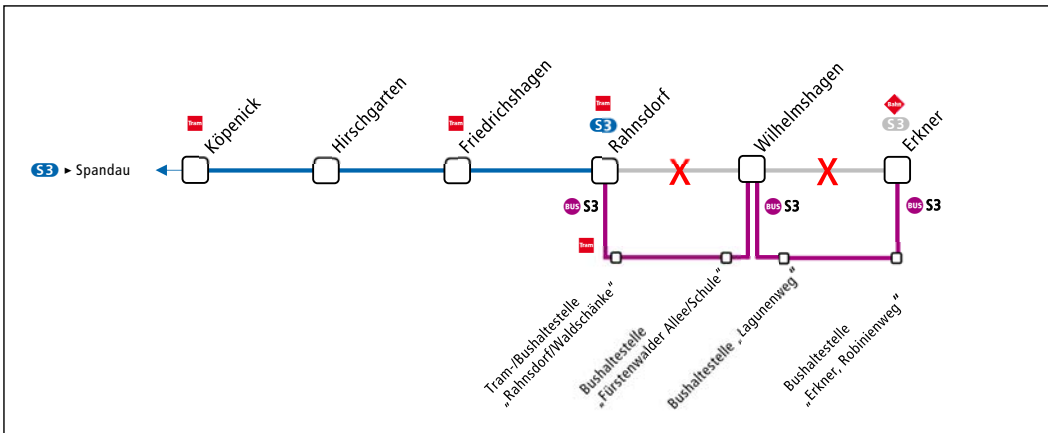 Tram
Köpenick
Hirschgarten
Tram
Friedrichshagen
Tram
S3
Rahnsdorf
Wilhelmshagen
Bahn
S3
Erkner
S3 ► Spandau
X
X
BUS S3
BUS S3
BUS S3
Tram
Tram-/Bushaltestelle
„Rahnsdorf/Waldschänke“
Bushaltestelle
„Fürstenwalder Allee/Schule“
Bushaltestelle „Lagunenweg“
Bushaltestelle
„Erkner, Robinienweg“